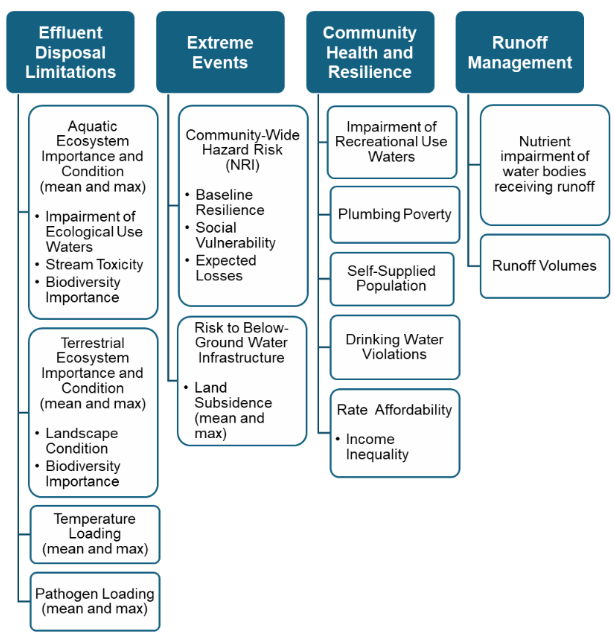 Effluent
Disposal
Limitations
Aquatic
Ecosystem
Importance and
Condition
(mean and max)
• Impairment of
Ecological Use
Waters
• Stream Toxicity
• Biodiversity
Importance
Terrestrial
Ecosystem
Importance and
Condition
(mean and max)
• Landscape
Condition
• Biodiversity
Importance
Temperature
Loading
(mean and max)
Pathogen Loading
(mean and max)
Extreme
Events
Community-Wide
Hazard Risk
(NRI)
• Baseline
Resilience
• Social
Vulnerability
• Expected
Losses
Risk to Below-
Ground Water
Infrastructure
• Land
Subsidence
(mean and
max)
Community
Health and
Resilience
Impairment of
Recreational Use
Waters
Plumbing Poverty
Self-Supplied
Population
Drinking Water
Violations
Rate Affordability
• Income
Inequality
Runoff
Management
Nutrient
impairment of
water bodies
receiving runoff
Runoff Volumes